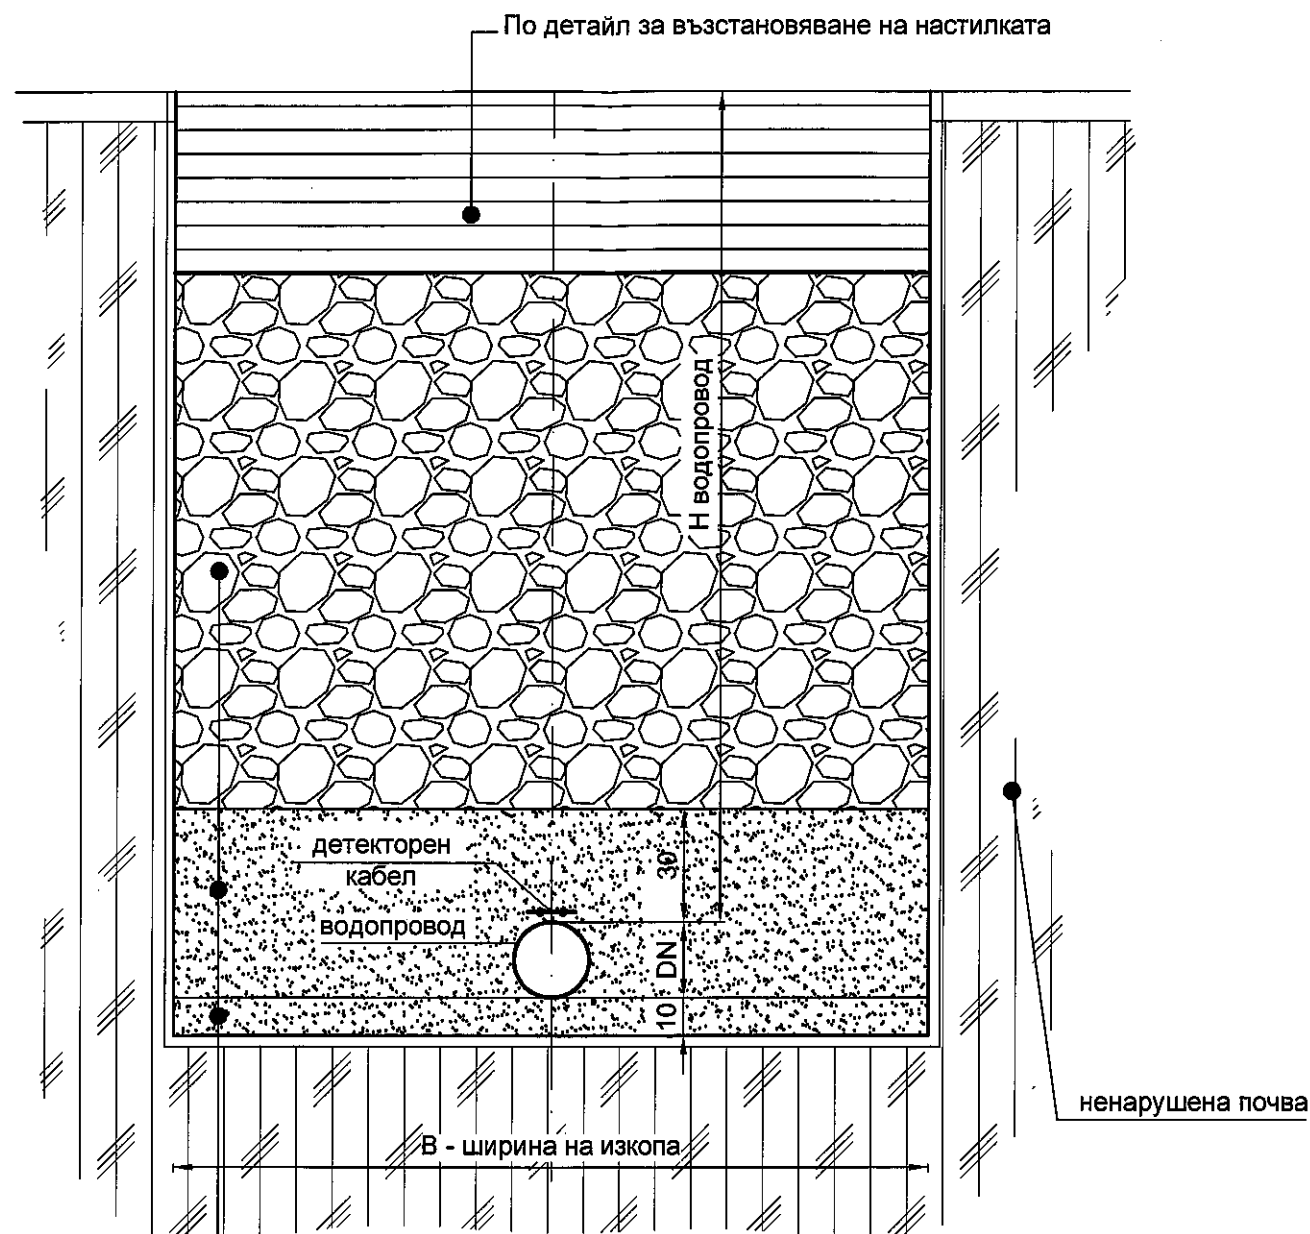 По детайл за възстановяване на настилката
Н водопровод
детекторен
кабел
30
водопровод
DN
10
ненарушена почва
В - ширина на изкопа